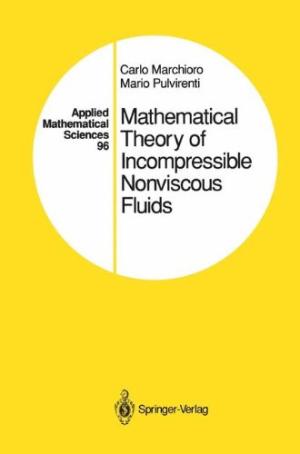 Carlo Marchioro
Mario Pulvirenti
Applied
Mathematical
Sciences
96
Mathematical
Theory of
Incompressible
Nonviscous
Fluids
Springer-Verlag